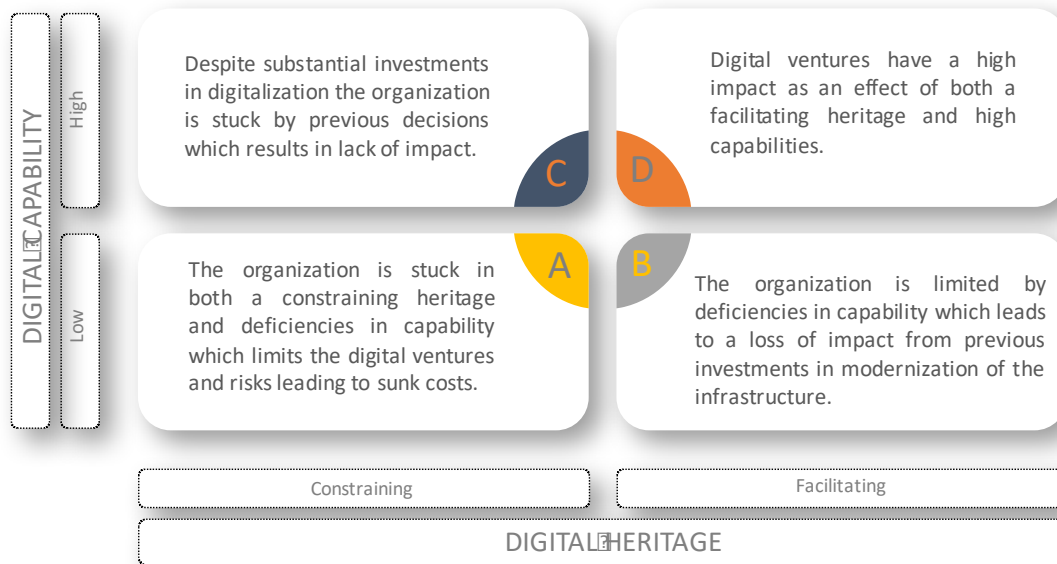 DIGITAL CAPABILITY
High
Despite substantial investments
in digitalization the organization
is stuck by previous decisions
which results in lack of impact.
C
Digital ventures have a high
impact as an effect of both a
facilitating heritage and high
capabilities.
D
Low
The organization is stuck in
both a constraining heritage
and deficiencies in capability
which limits the digital ventures
and risks leading to sunk costs.
A
B
The organization is limited by
deficiencies in capability which leads
to a loss of impact from previous
investments in modernization of the
infrastructure.
Constraining
Facilitating
DIGITAL HERITAGE